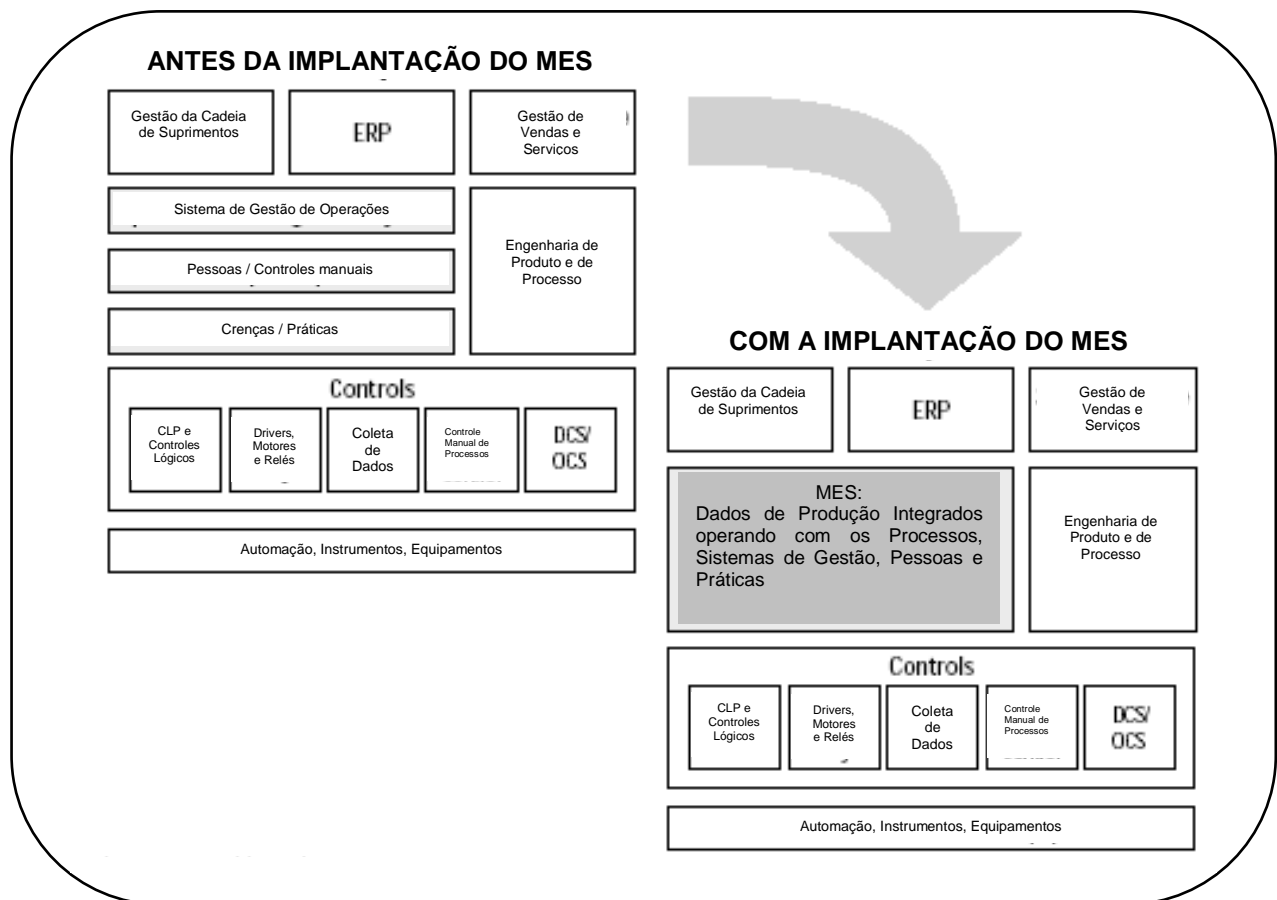 ANTES DA IMPLANTAÇÃO DO MES
Gestão da Cadeia
de Suprimentos
ERP
Gestão de
Vendas e
Serviços
Sistema de Gestão de Operações
Pessoas / Controles manuais
Crenças / Práticas
Engenharia de
Produto e de
Processo
Controls
CLP e
Controles
Lógicos
Drivers,
Motores
e Relés
Coleta
de
Dados
Controle
Manual de
Processos
DCS/
OCS
Automação, Instrumentos, Equipamentos
COM A IMPLANTAÇÃO DO MES
Gestão da Cadeia
de Suprimentos
ERP
Gestão de
Vendas e
Serviços
MES:
Dados de Produção Integrados
operando com os Processos,
Sistemas de Gestão, Pessoas e
Práticas
Engenharia de
Produto e de
Processo
Controls
CLP e
Controles
Lógicos
Drivers,
Motores
e Relés
Coleta
de
Dados
Controle
Manual de
Processos
DCS/
OCS
Automação, Instrumentos, Equipamentos